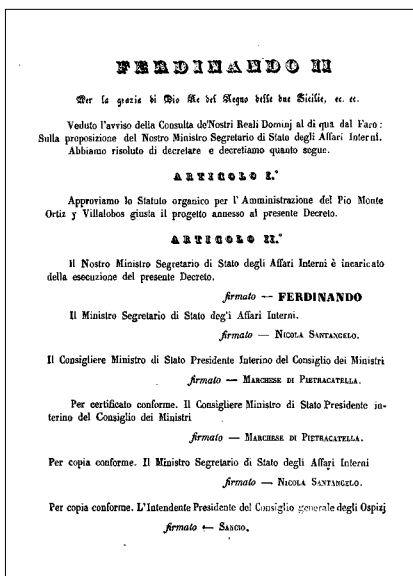 FERDINANDO II
Per la grazia di Dio Re del Regno delle due Sicilie, ec. ec.
Veduto l'avviso della Consulta de'Nostri Reali Dominj al di qua dal Faro:
Sulla proposizione del Nostro Ministro Segretario di Stato degli Affari Interni.
Abbiamo risoluto di decretare e decretiamo quanto segue.
ARTICOLO I.°
Approviamo lo Statuto organico per l'Amministrazione del Pio Monte
Ortiz y Villalobos giusta il progetto annesso al presente Decreto.
ARTICOLO II.°
Il Nostro Ministro Segretario di Stato degli Affari Interni è incaricato
della esecuzione del presente Decreto.
firmato — FERDINANDO
Il Ministro Segretario di Stato degli Affari Interni.
firmato — NICOLA SANTANGELO.
Il Consigliere Ministro di Stato Presidente Interino del Consiglio dei Ministri
firmato — MARCHESE DI PIETRACATELLA.
Per certificato conforme. Il Consigliere Ministro di Stato Presidente in-
terino del Consiglio dei Ministri
firmato — MARCHESE DI PIETRACATELLA.
Per copia conforme. Il Ministro Segretario di Stato degli Affari Interni
firmato — NICOLA SANTANGELO.
Per copia conforme. L'Intendente Presidente del Consiglio generale degli Ospizj
firmato — SANCIO.